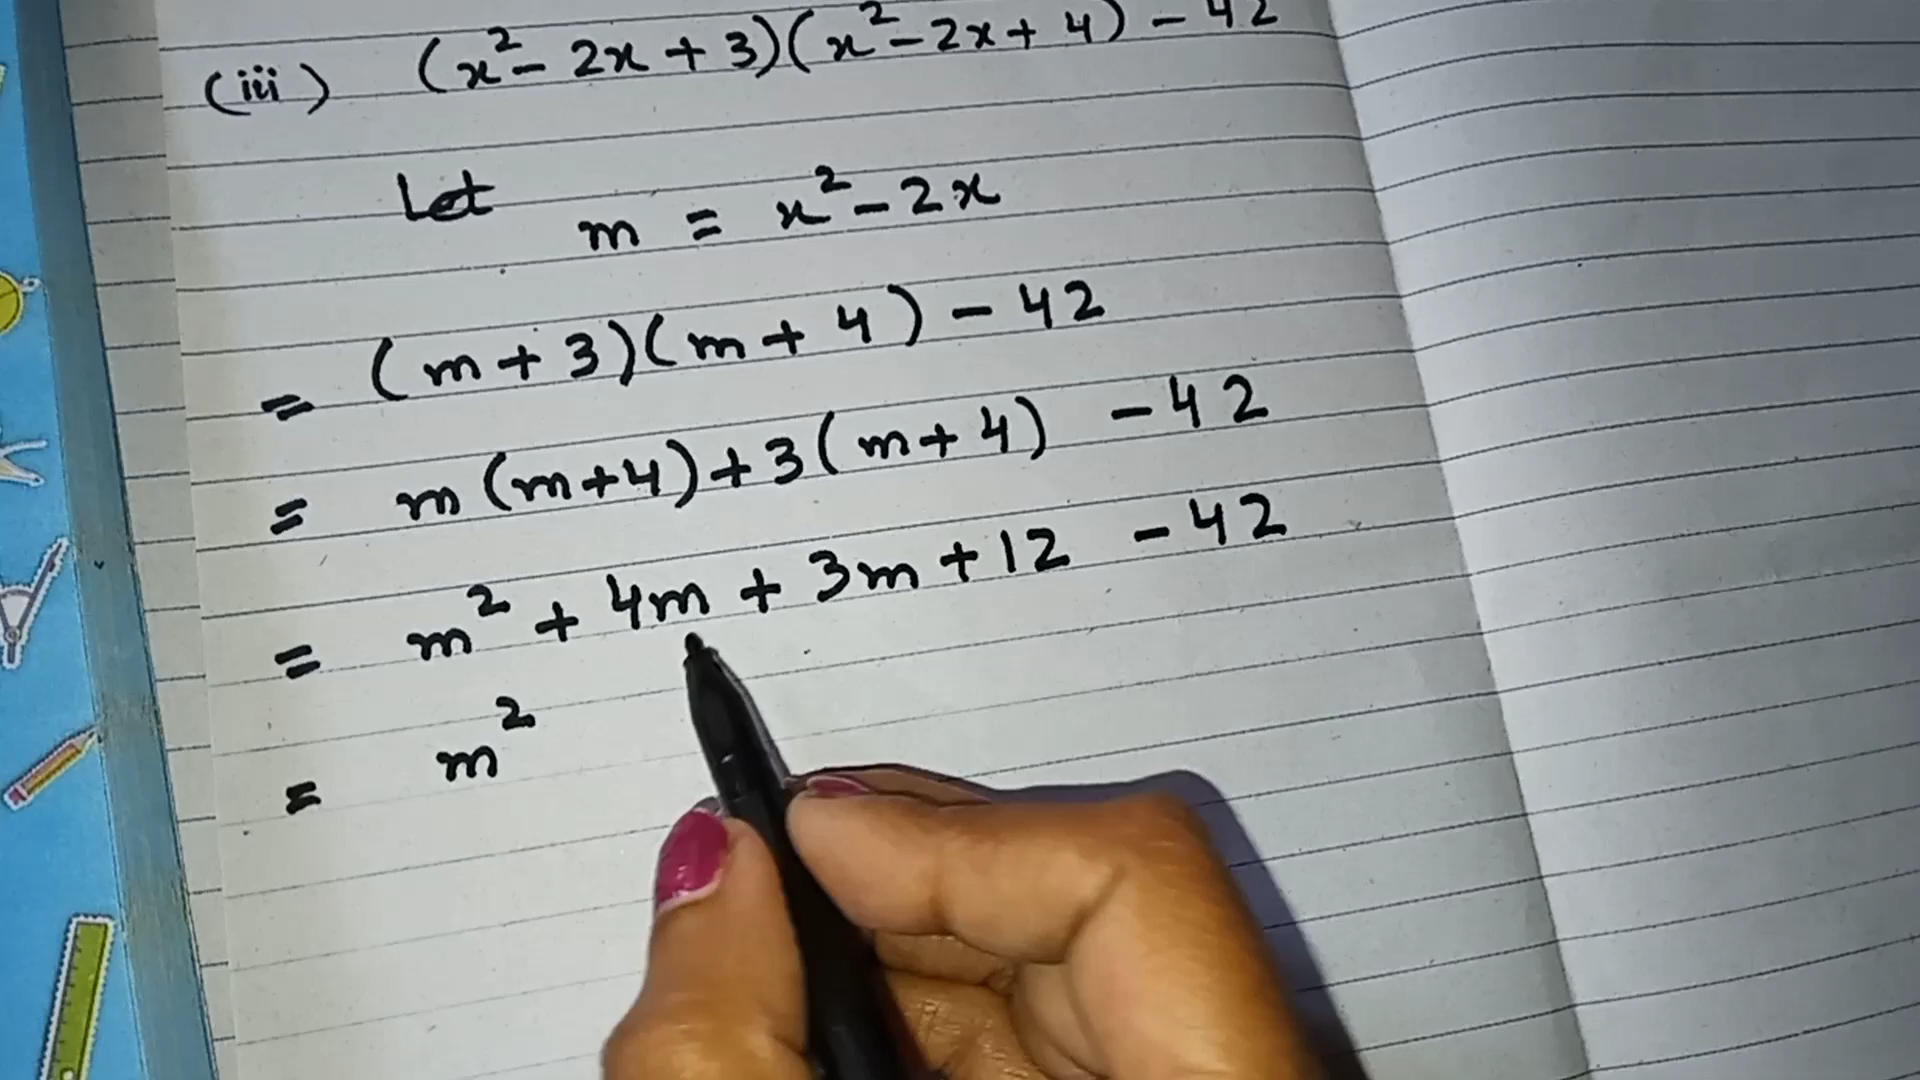 (iii) (x² - 2x + 3)(x² - 2x + 4) - 42
Let m = x² - 2x
= (m + 3)(m + 4) - 42
= m(m+4) + 3(m + 4) - 42
= m² + 4m + 3m + 12 - 42
= m²